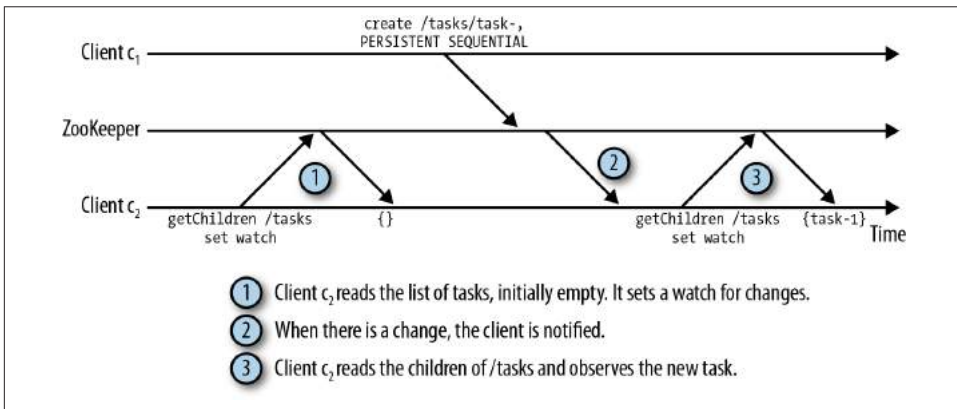 create /tasks/task-,
PERSISTENT SEQUENTIAL
Client c₁
ZooKeeper
1
2
3
Client c₂
getChildren /tasks
set watch
{}
getChildren /tasks
set watch
{task-1}
Time
1 Client c₂ reads the list of tasks, initially empty. It sets a watch for changes.
2 When there is a change, the client is notified.
3 Client c₂ reads the children of /tasks and observes the new task.